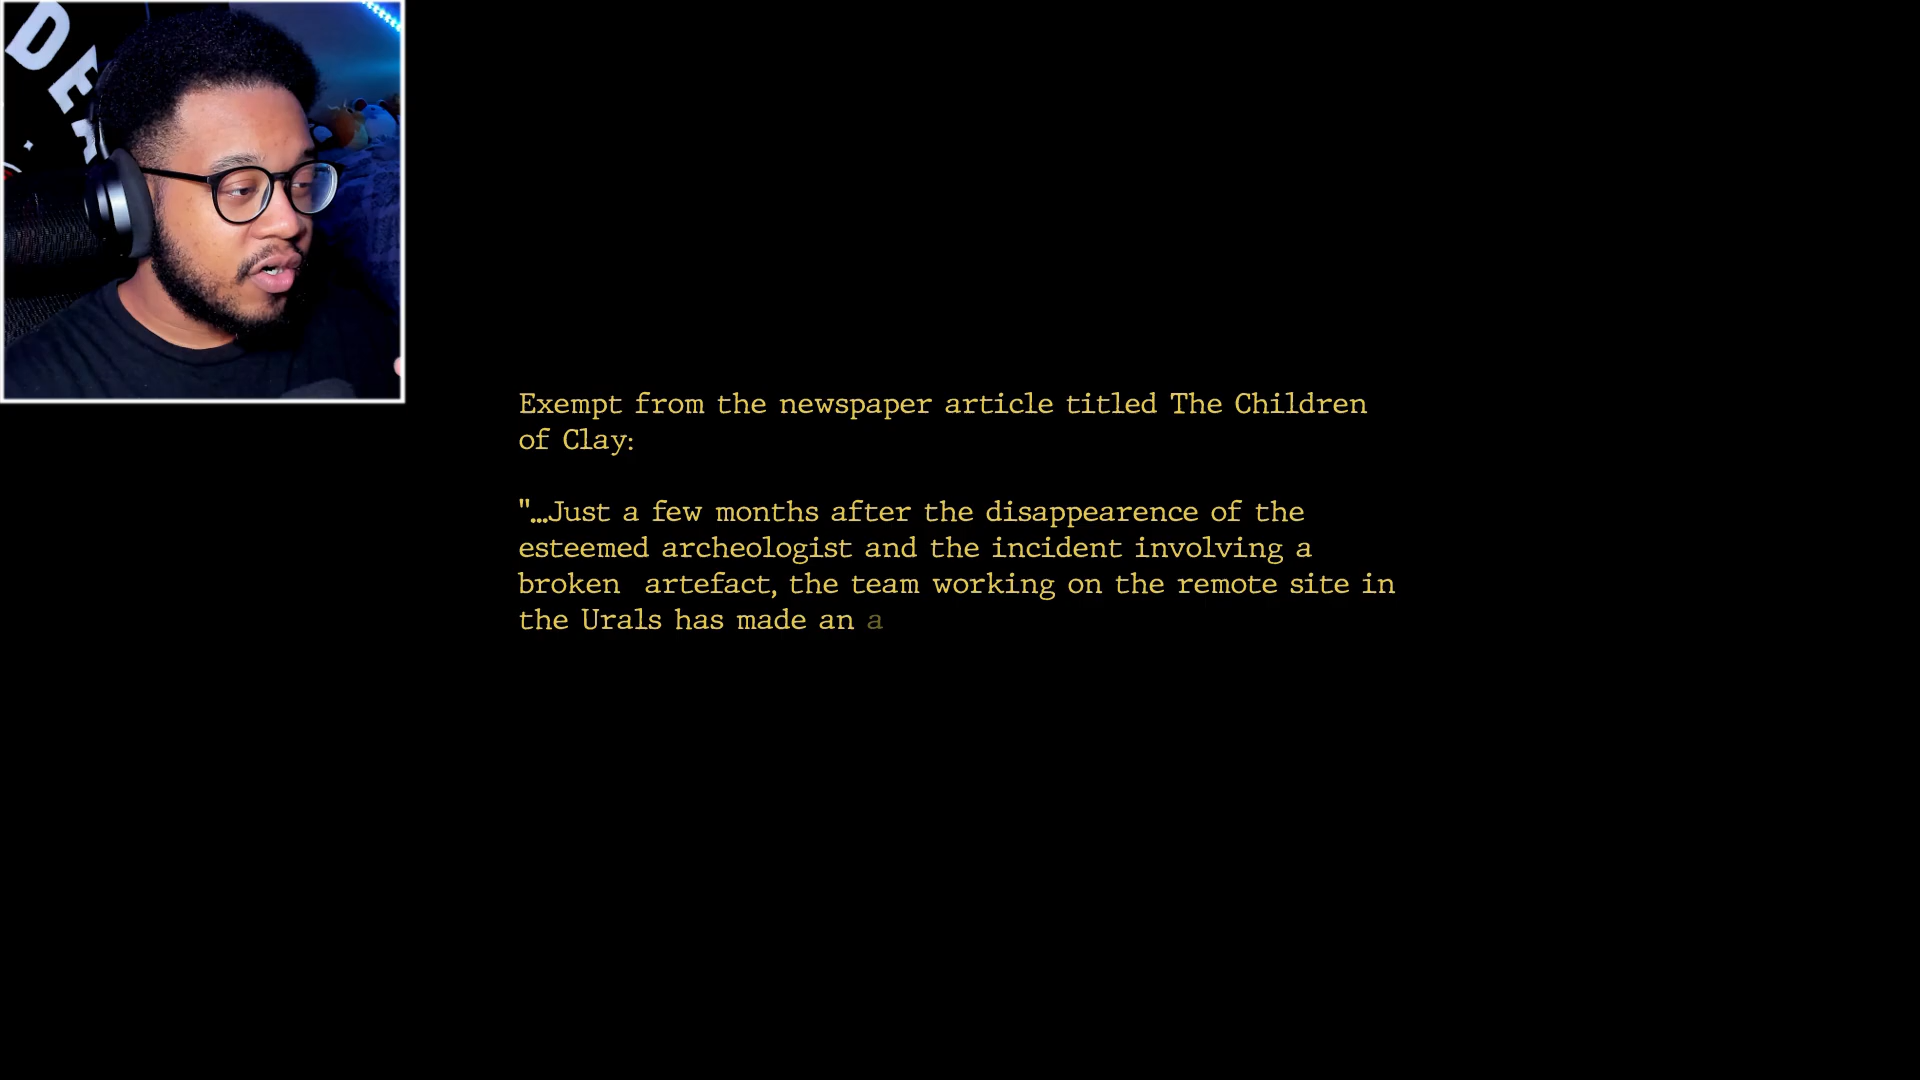 DER
Exempt from the newspaper article titled The Children
of Clay:
"...Just a few months after the disappearence of the
esteemed archeologist and the incident involving a
broken  artefact, the team working on the remote site in
the Urals has made an a